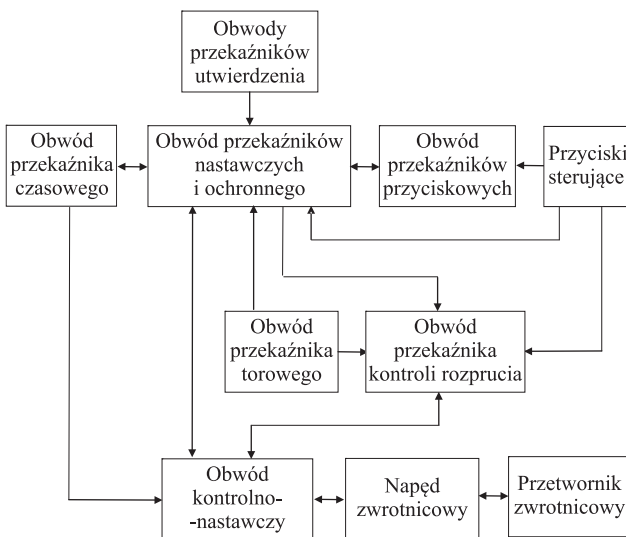 Obwody
przekaźników
utwierdzenia
Obwód
przekaźnika
czasowego
Obwód przekaźników
nastawczych
i ochronnego
Obwód
przekaźników
przyciskowych
Przyciski
sterujące
Obwód
przekaźnika
torowego
Obwód
przekaźnika
kontroli rozprucia
Obwód
kontrolno-
-nastawczy
Napęd
zwrotnicowy
Przetwornik
zwrotnicowy